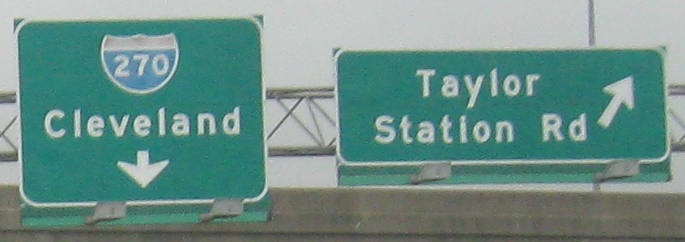 270
Cleveland
Taylor
Station Rd